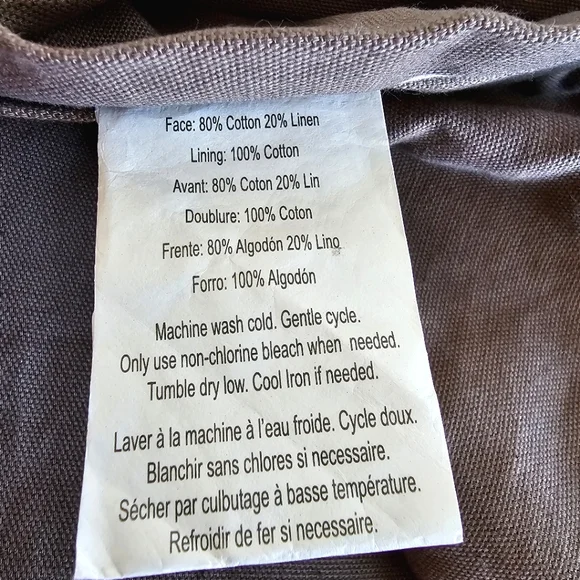 Face: 80% Cotton 20% Linen
Lining: 100% Cotton
Avant: 80% Coton 20% Lin
Doublure: 100% Coton
Frente: 80% Algodón 20% Lino
Forro: 100% Algodón
Machine wash cold. Gentle cycle.
Only use non-chlorine bleach when needed.
Tumble dry low. Cool Iron if needed.
Laver à la machine à l'eau froide. Cycle doux.
Blanchir sans chlores si necessaire.
Sécher par culbutage à basse température.
Refroidir de fer si necessaire.